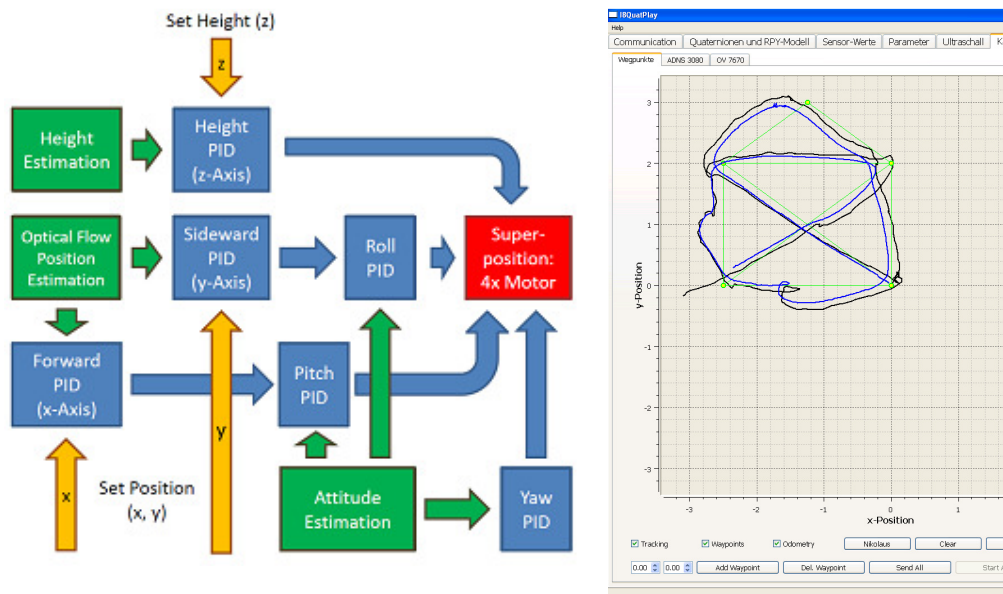 Set Height (z)
z
Height
Estimation
Height
PID
(z-Axis)
Optical Flow
Position
Estimation
Sideward
PID
(y-Axis)
Roll
PID
Super-
position:
4x Motor
Forward
PID
(x-Axis)
Pitch
PID
y
x
Set Position
(x, y)
Attitude
Estimation
Yaw
PID
I8QuatPlay
Help
Communication
Quaternionen und RPY-Modell
Sensor-Werte
Parameter
Ultraschall
K
Wegpunkte
ADNS 3080
OV 7670
3
2
1
0
-1
-2
-3
y-Position
-3
-2
-1
0
1
x-Position
Tracking
Waypoints
Odometry
Nikolaus
Clear
0.00
0.00
Add Waypoint
Del. Waypoint
Send All
Start A